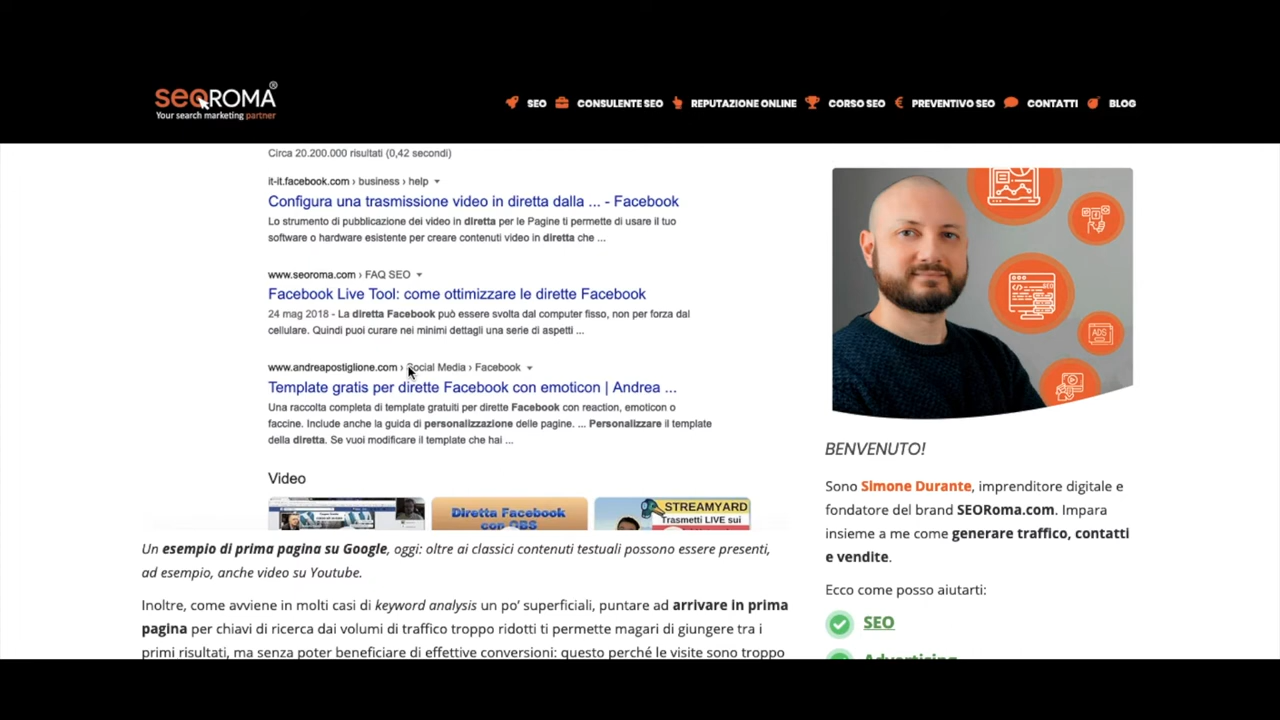 SEOROMA®
Your search marketing partner
SEO CONSULENTE SEO REPUTAZIONE ONLINE CORSO SEO PREVENTIVO SEO CONTATTI BLOG
Circa 20.200.000 risultati (0,42 secondi)
it-it.facebook.com › business › help
Configura una trasmissione video in diretta dalla ... - Facebook
Lo strumento di pubblicazione dei video in diretta per le Pagine ti permette di usare il tuo
software o hardware esistente per creare contenuti video in diretta che ...
www.seoroma.com › FAQ SEO
Facebook Live Tool: come ottimizzare le dirette Facebook
24 mag 2018 - La diretta Facebook può essere svolta dal computer fisso, non per forza dal
cellulare. Quindi puoi curare nei minimi dettagli una serie di aspetti ...
www.andreapostiglione.com › Social Media › Facebook
Template gratis per dirette Facebook con emoticon | Andrea ...
Una raccolta completa di template gratuiti per dirette Facebook con reaction, emoticon o
faccine. Include anche la guida di personalizzazione delle pagine. ... Personalizzare il template
della diretta. Se vuoi modificare il template che hai ...
Video
Diretta Facebook
con OBS
STREAMYARD
Trasmetti LIVE sui
Un esempio di prima pagina su Google, oggi: oltre ai classici contenuti testuali possono essere presenti,
ad esempio, anche video su Youtube.
Inoltre, come avviene in molti casi di keyword analysis un po’ superficiali, puntare ad arrivare in prima
pagina per chiavi di ricerca dai volumi di traffico troppo ridotti ti permette magari di giungere tra i
primi risultati, ma senza poter beneficiare di effettive conversioni: questo perché le visite sono troppo
SEO
ADS
BENVENUTO!
Sono Simone Durante, imprenditore digitale e
fondatore del brand SEORoma.com. Impara
insieme a me come generare traffico, contatti
e vendite.
Ecco come posso aiutarti:
SEO
Advertising